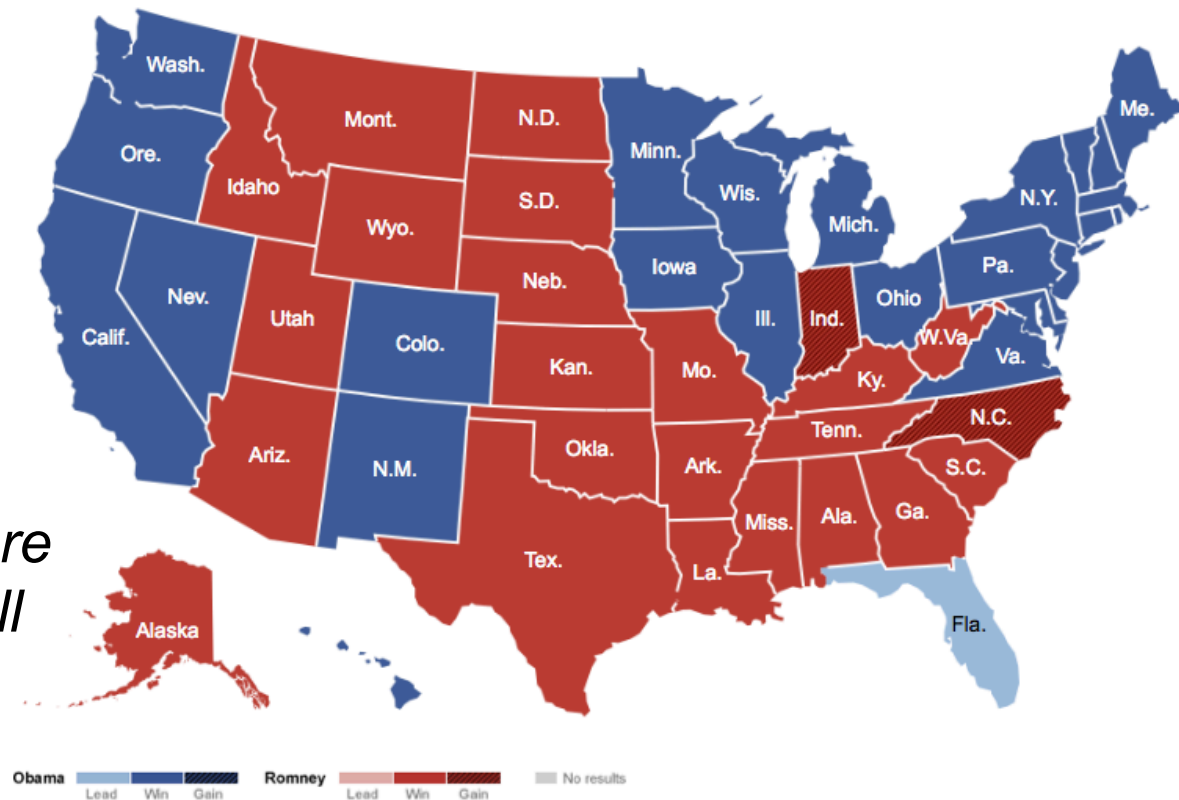 Wash.
Mont.
N.D.
Minn.
Me.
Ore.
Idaho
S.D.
Wis.
N.Y.
Wyo.
Mich.
Iowa
Pa.
Nev.
Neb.
Ohio
Utah
Ill.
Ind.
Calif.
Colo.
W.Va.
Va.
Kan.
Mo.
Ky.
N.C.
Tenn.
Ariz.
Okla.
N.M.
Ark.
S.C.
Miss.
Ala.
Ga.
re
Tex.
La.
ll
Alaska
Fla.
Obama Romney No results
Lead Win Gain Lead Win Gain